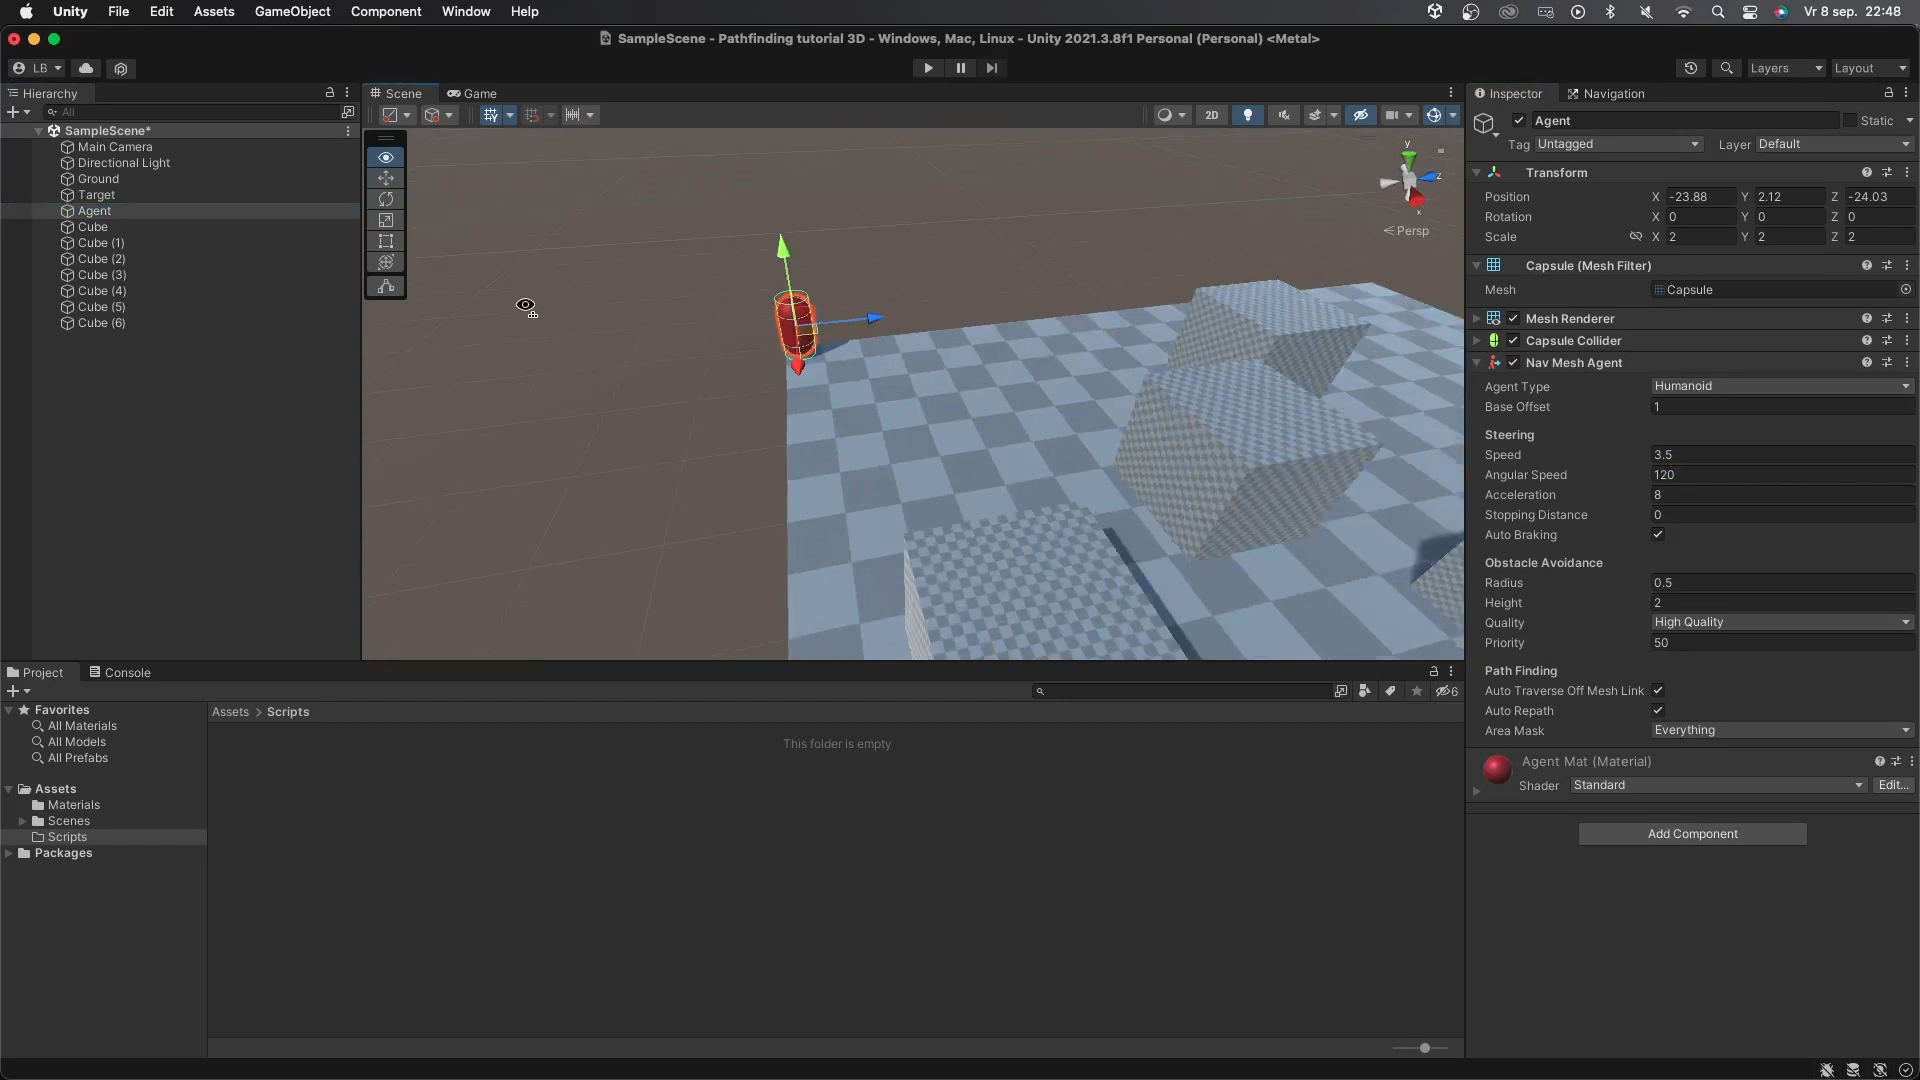 Unity File Edit Assets GameObject Component Window Help Vr 8 sep. 22:48
SampleScene - Pathfinding tutorial 3D - Windows, Mac, Linux - Unity 2021.3.8f1 Personal (Personal) <Metal>
LB Layers Layout
Hierarchy
All
SampleScene*
Main Camera
Directional Light
Ground
Target
Agent
Cube
Cube (1)
Cube (2)
Cube (3)
Cube (4)
Cube (5)
Cube (6)
Scene Game
2D
y
z
x
Persp
Inspector Navigation
Agent Static
Tag Untagged Layer Default
Transform
Position X -23.88 Y 2.12 Z -24.03
Rotation X 0 Y 0 Z 0
Scale X 2 Y 2 Z 2
Capsule (Mesh Filter)
Mesh Capsule
Mesh Renderer
Capsule Collider
Nav Mesh Agent
Agent Type Humanoid
Base Offset 1
Steering
Speed 3.5
Angular Speed 120
Acceleration 8
Stopping Distance 0
Auto Braking
Obstacle Avoidance
Radius 0.5
Height 2
Quality High Quality
Priority 50
Path Finding
Auto Traverse Off Mesh Link
Auto Repath
Area Mask Everything
Agent Mat (Material)
Shader Standard Edit...
Add Component
Project Console
6
Favorites
All Materials
All Models
All Prefabs
Assets
Materials
Scenes
Scripts
Packages
Assets > Scripts
This folder is empty